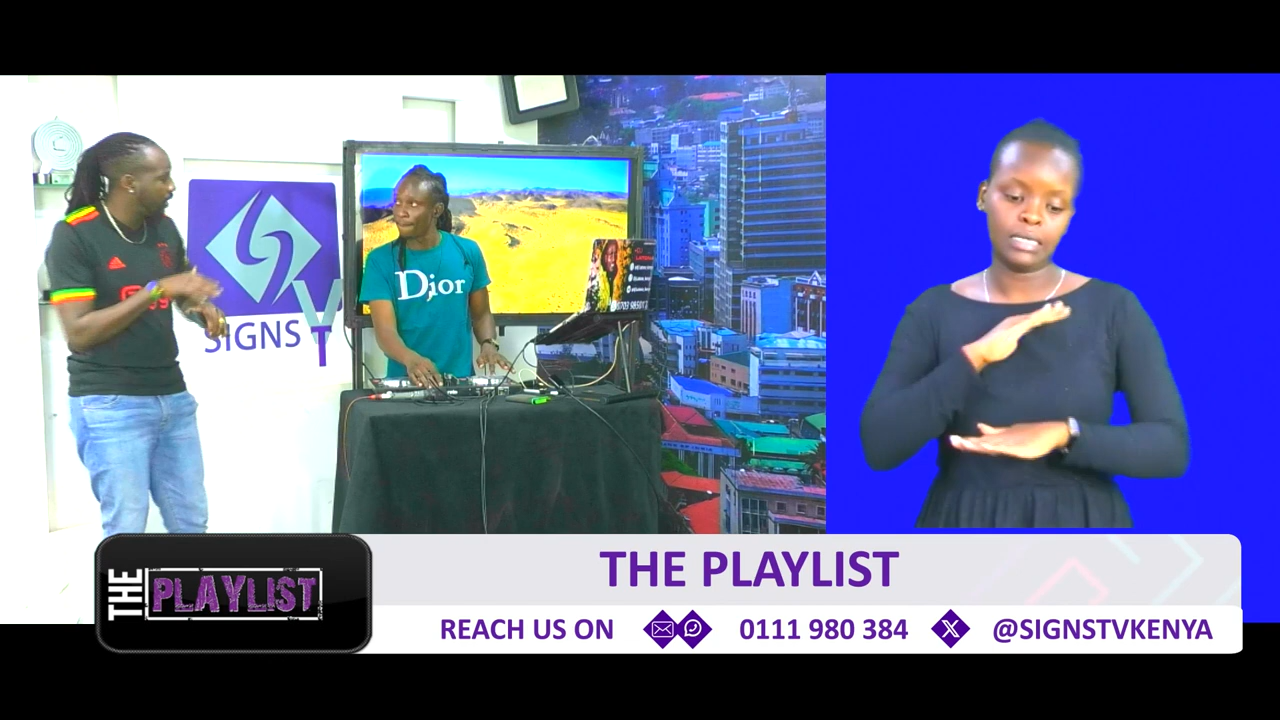 Dior
SIGNS
TV
THE PLAYLIST
THE PLAYLIST
REACH US ON 0111 980 384 @SIGNSTVKENYA